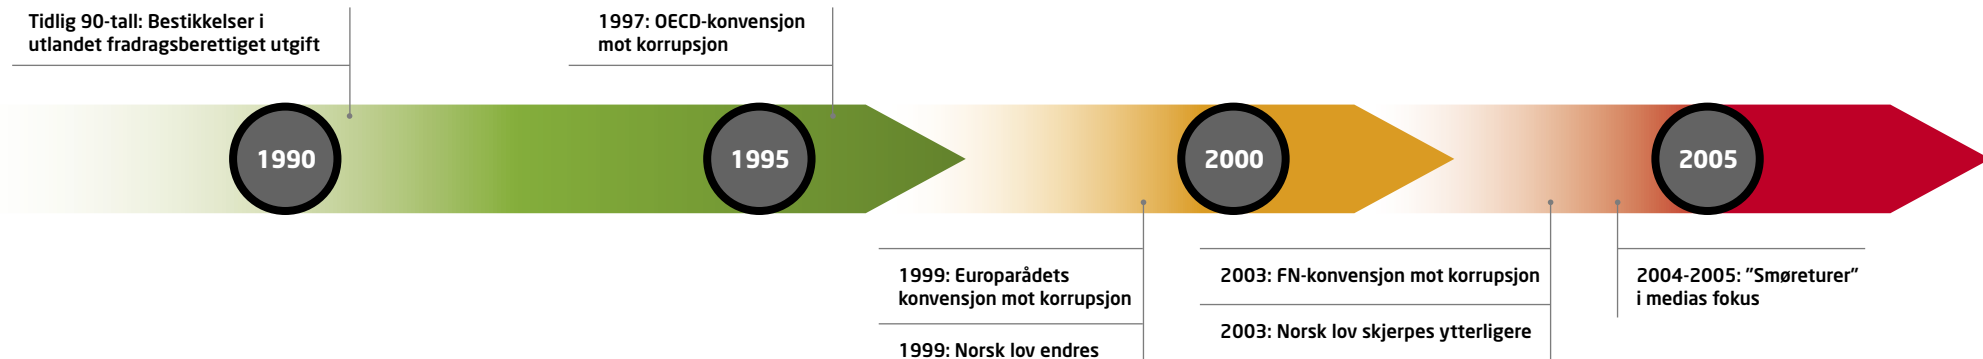 Tidlig 90-tall: Bestikkelser i
utlandet fradragsberettiget utgift
1997: OECD-konvensjon
mot korrupsjon
1990
1995
2000
2005
1999: Europarådets
konvensjon mot korrupsjon
1999: Norsk lov endres
2003: FN-konvensjon mot korrupsjon
2003: Norsk lov skjerpes ytterligere
2004-2005: ”Smøreturer”
i medias fokus